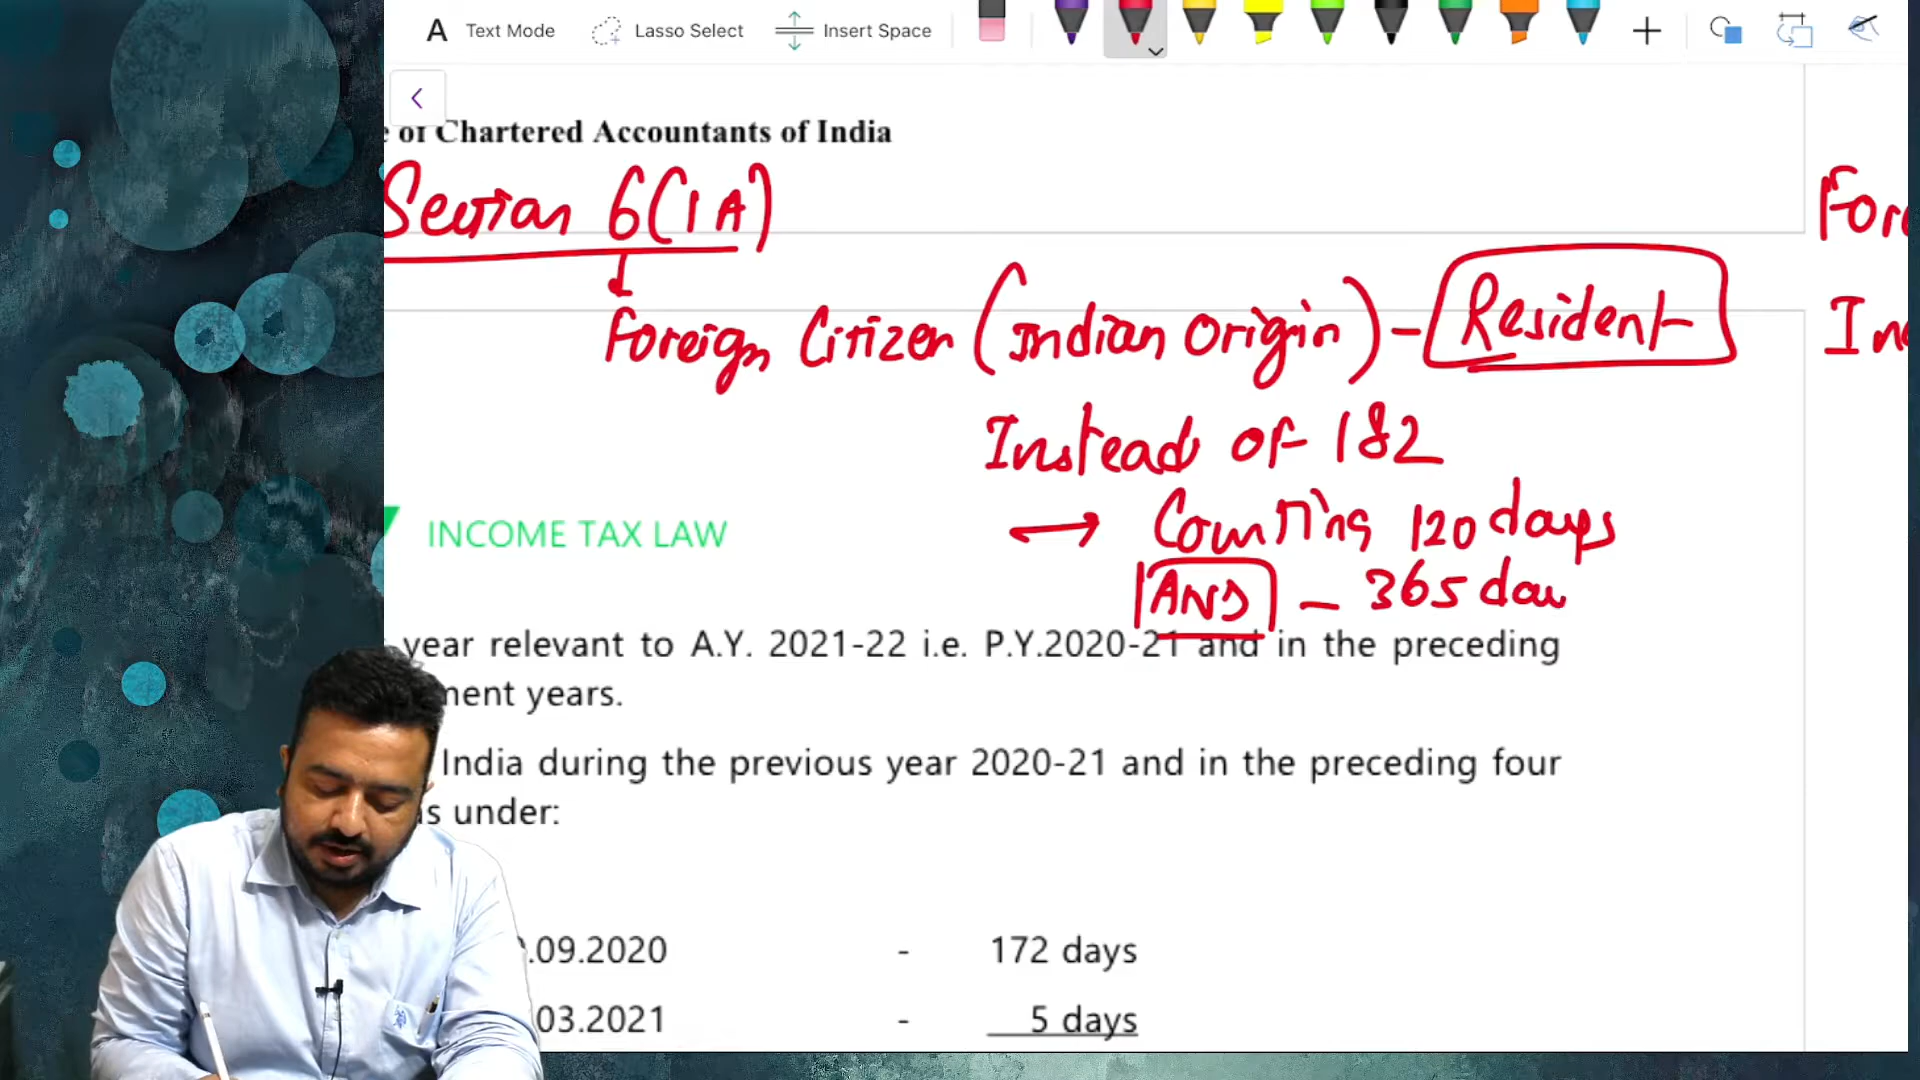 Text Mode
Lasso Select
Insert Space
e of Chartered Accountants of India
Section 6(1A)
Foreign Citizen (Indian Origin) - Resident
Instead of 182
→ Counting 120 days
AND - 365 day
INCOME TAX LAW
year relevant to A.Y. 2021-22 i.e. P.Y.2020-21 and in the preceding
ment years.
India during the previous year 2020-21 and in the preceding four
as under:
.09.2020 - 172 days
03.2021 - 5 days